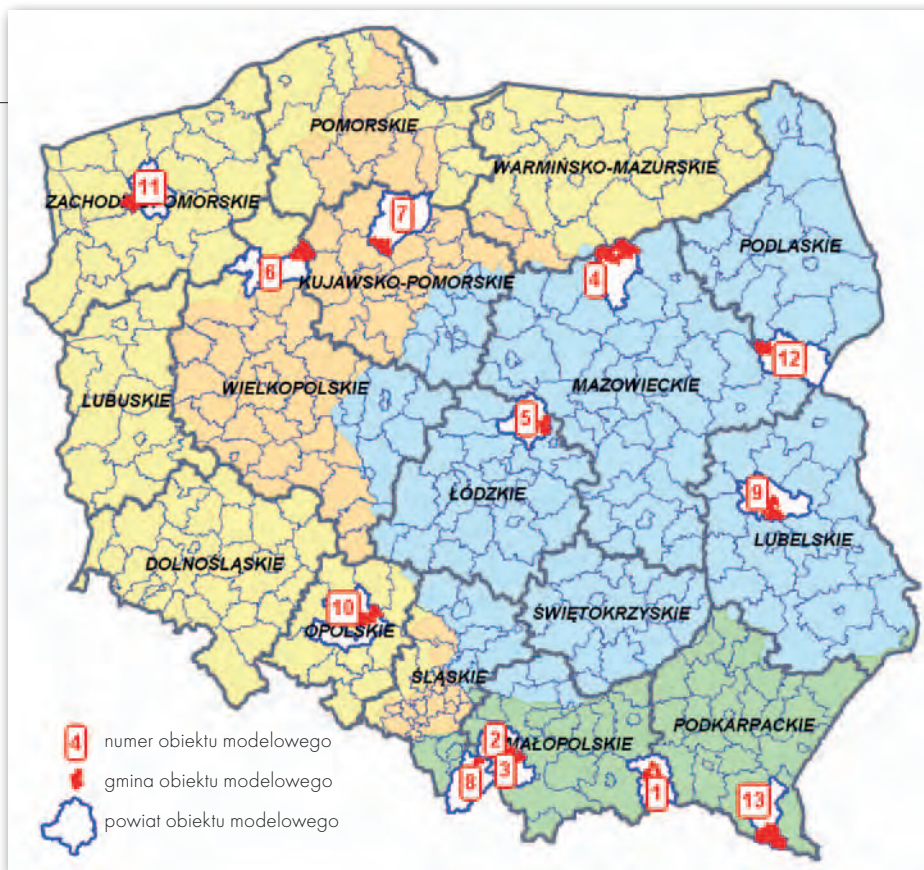 POMORSKIE
WARMIŃSKO-MAZURSKIE
11
ZACHODNIOPOMORSKIE
7
PODLASKIE
6
KUJAWSKO-POMORSKIE
4
12
MAZOWIECKIE
WIELKOPOLSKIE
LUBUSKIE
5
9
ŁÓDZKIE
LUBELSKIE
DOLNOŚLĄSKIE
10
OPOLSKIE
ŚWIĘTOKRZYSKIE
ŚLĄSKIE
PODKARPACKIE
2
MAŁOPOLSKIE
8
3
1
13
4 numer obiektu modelowego
gmina obiektu modelowego
powiat obiektu modelowego